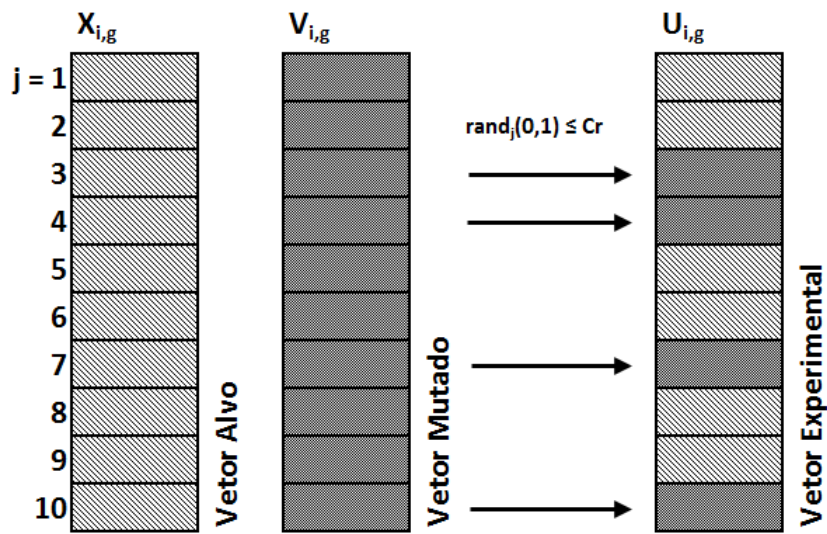 X_{i,g} V_{i,g} U_{i,g}
j = 1
2
rand_j(0,1) ≤ Cr
3
4
5
6
7
8
9
10
Vetor Alvo
Vetor Mutado
Vetor Experimental